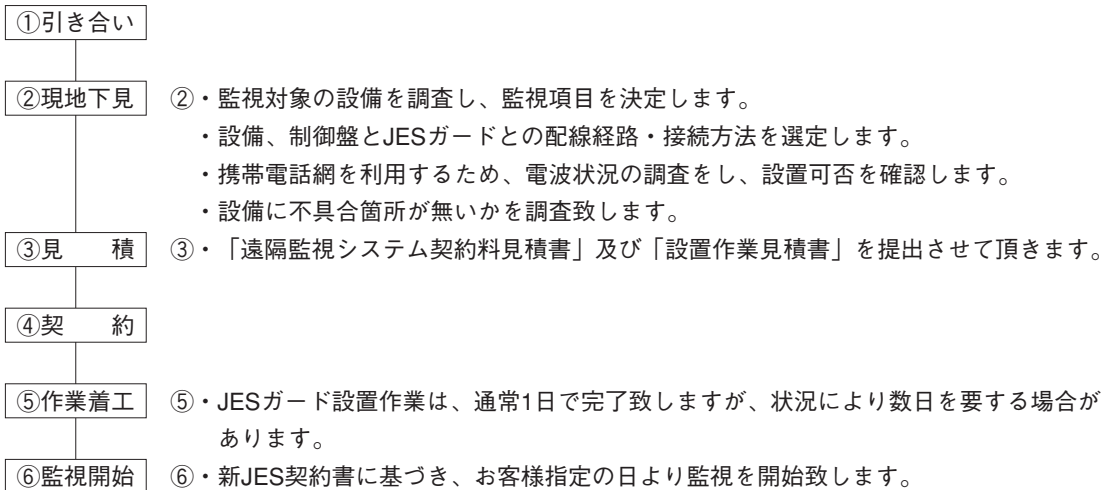 ①引き合い
②現地下見 ②・監視対象の設備を調査し、監視項目を決定します。
・設備、制御盤とJESガードとの配線経路・接続方法を選定します。
・携帯電話網を利用するため、電波状況の調査をし、設置可否を確認します。
・設備に不具合箇所が無いかを調査致します。
③見　　積 ③・「遠隔監視システム契約料見積書」及び「設置作業見積書」を提出させて頂きます。
④契　　約
⑤作業着工 ⑤・JESガード設置作業は、通常1日で完了致しますが、状況により数日を要する場合が
あります。
⑥監視開始 ⑥・新JES契約書に基づき、お客様指定の日より監視を開始致します。